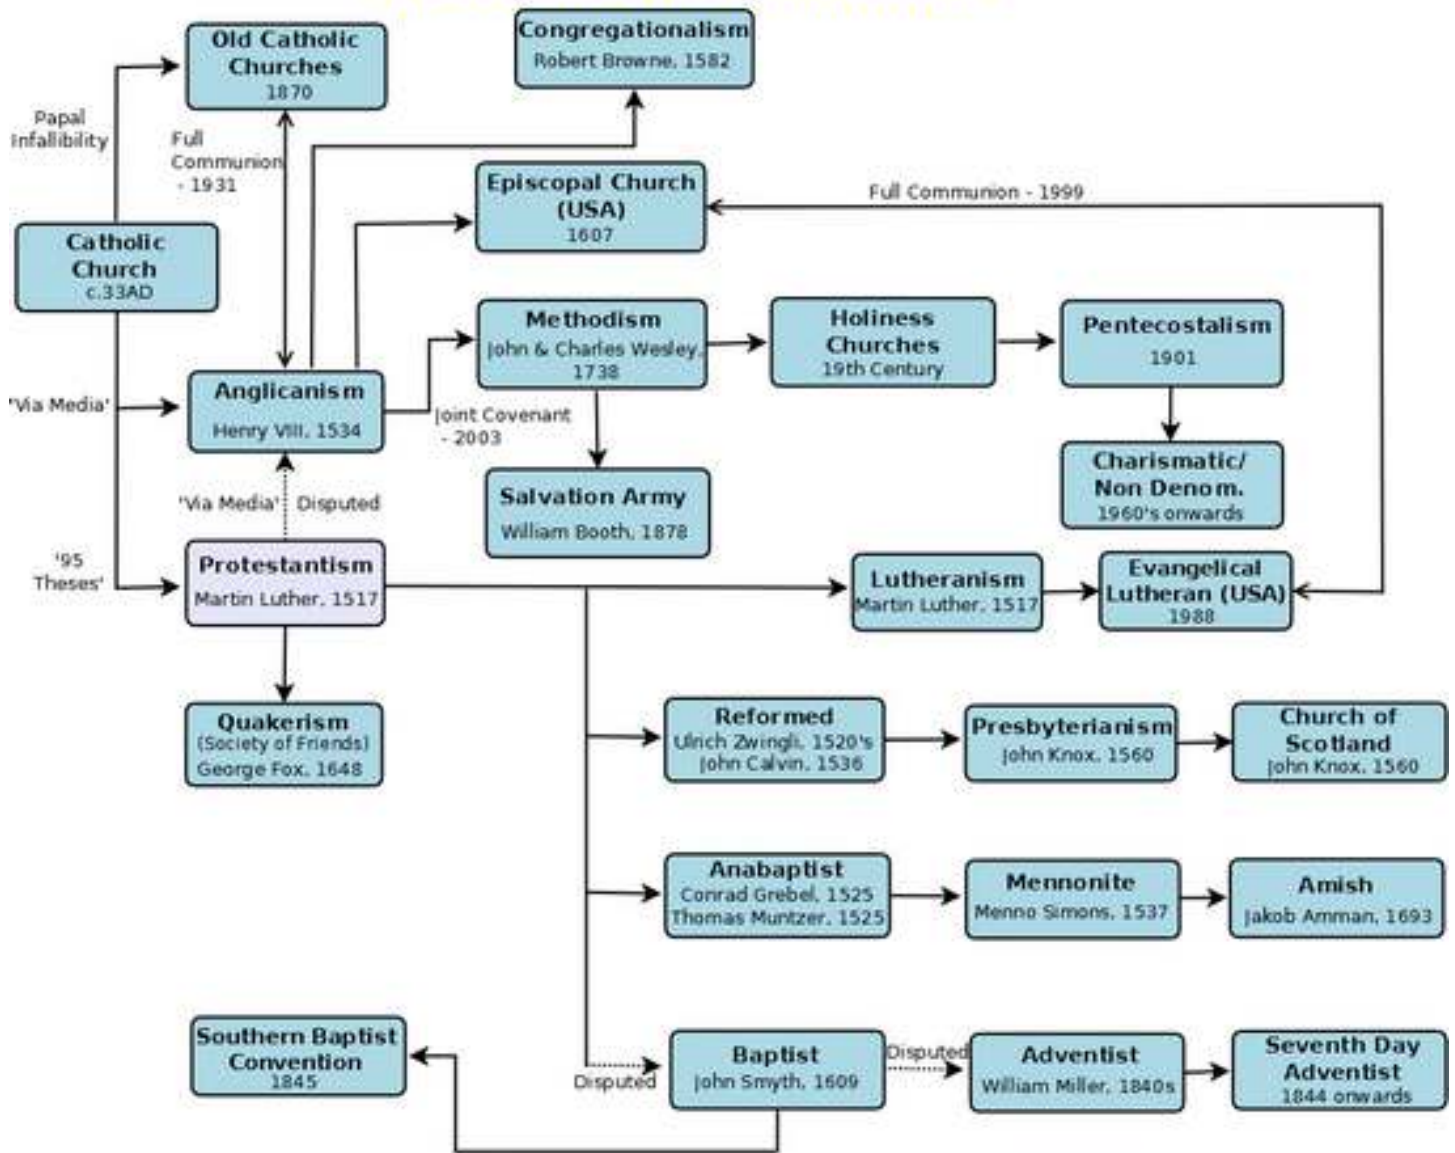 Old Catholic
Churches
1870
Congregationalism
Robert Browne, 1582
Papal
Infallibility
Full
Communion
- 1931
Episcopal Church
(USA)
1607
Full Communion - 1999
Catholic
Church
c.33AD
Methodism
John & Charles Wesley,
1738
Holiness
Churches
19th Century
Pentecostalism
1901
'Via Media'
Anglicanism
Henry VIII, 1534
Joint Covenant
- 2003
Charismatic/
Non Denom.
1960's onwards
Salvation Army
William Booth, 1878
'Via Media'
Disputed
'95
Theses'
Protestantism
Martin Luther, 1517
Lutheranism
Martin Luther, 1517
Evangelical
Lutheran (USA)
1988
Quakerism
(Society of Friends)
George Fox, 1648
Reformed
Ulrich Zwingli, 1520's
John Calvin, 1536
Presbyterianism
John Knox, 1560
Church of
Scotland
John Knox, 1560
Anabaptist
Conrad Grebel, 1525
Thomas Muntzer, 1525
Mennonite
Menno Simons, 1537
Amish
Jakob Amman, 1693
Southern Baptist
Convention
1845
Disputed
Baptist
John Smyth, 1609
Disputed
Adventist
William Miller, 1840s
Seventh Day
Adventist
1844 onwards